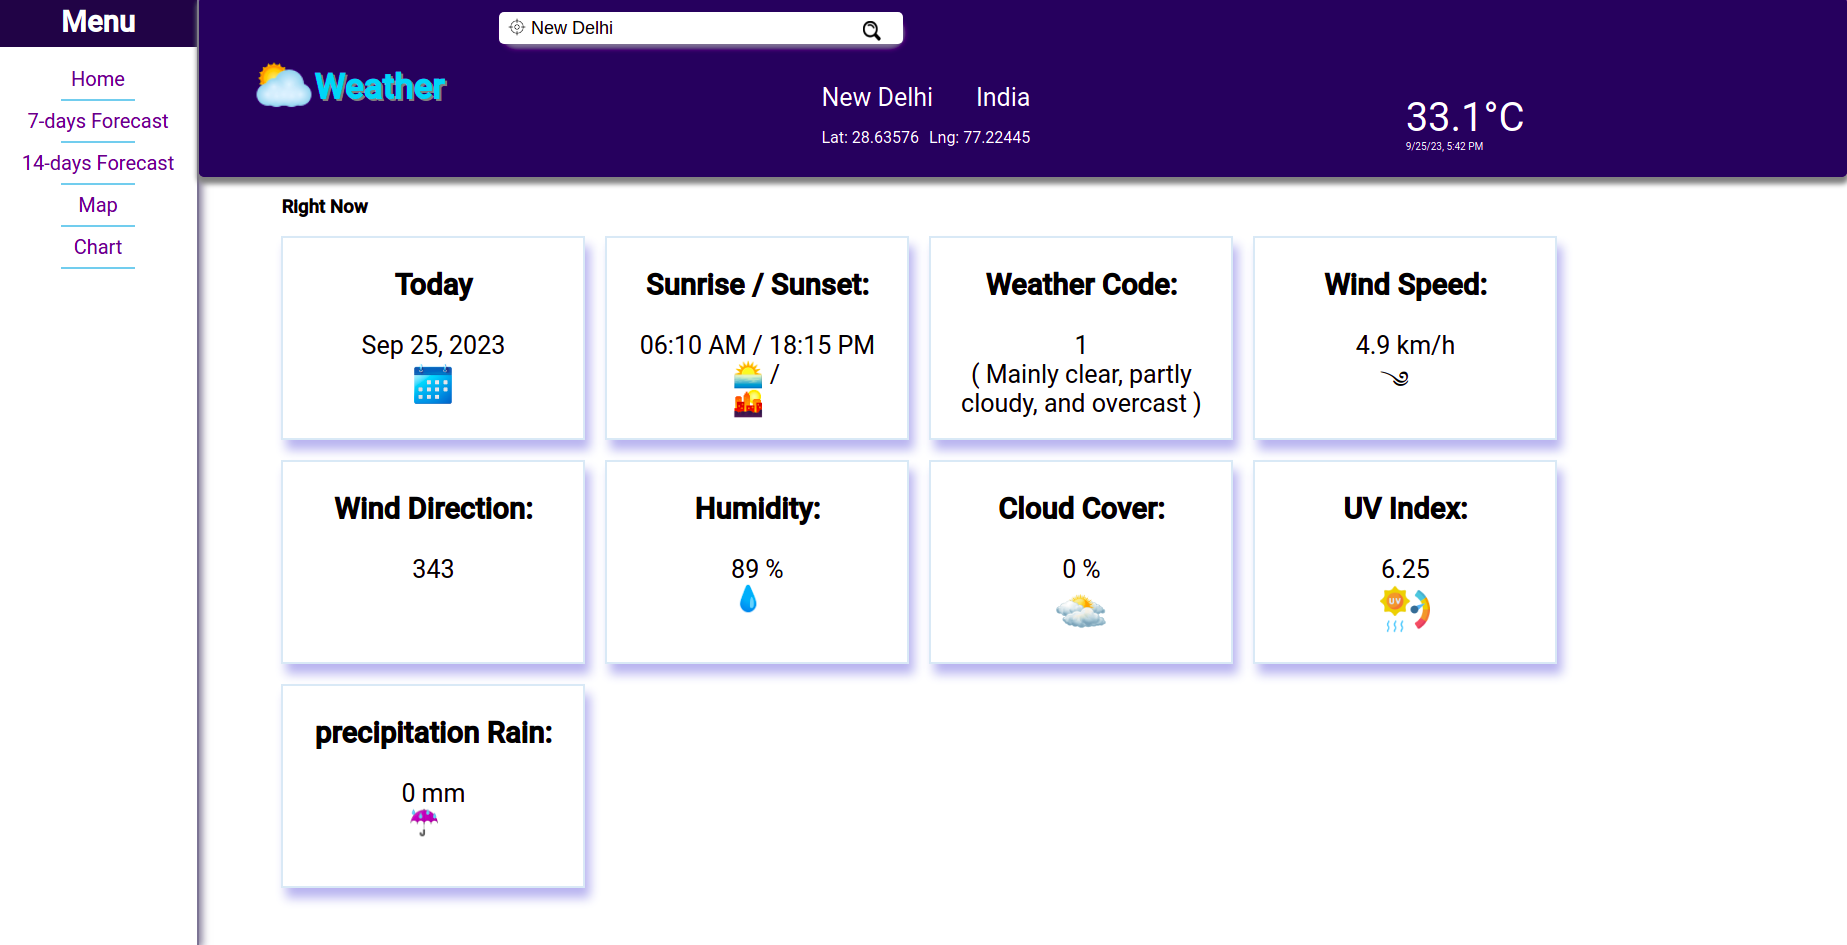 Menu
Home
7-days Forecast
14-days Forecast
Map
Chart
New Delhi
Weather
New Delhi India
Lat: 28.63576 Lng: 77.22445
33.1°C
9/25/23, 5:42 PM
Right Now
Today
Sep 25, 2023
Sunrise / Sunset:
06:10 AM / 18:15 PM
/
Weather Code:
1
( Mainly clear, partly
cloudy, and overcast )
Wind Speed:
4.9 km/h
Wind Direction:
343
Humidity:
89 %
Cloud Cover:
0 %
UV Index:
6.25
UV
precipitation Rain:
0 mm